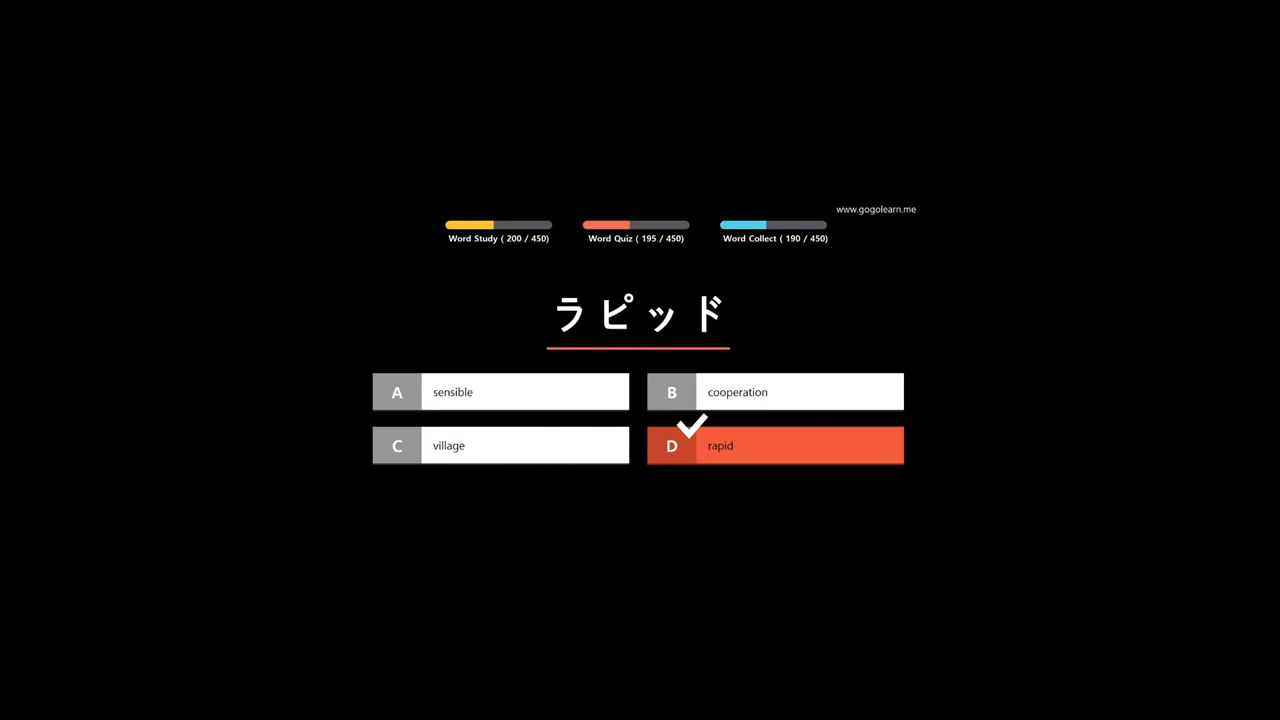 www.gogolearn.me
Word Study ( 200 / 450)
Word Quiz ( 195 / 450)
Word Collect ( 190 / 450)
ラピッド
A sensible
B cooperation
C village
D rapid